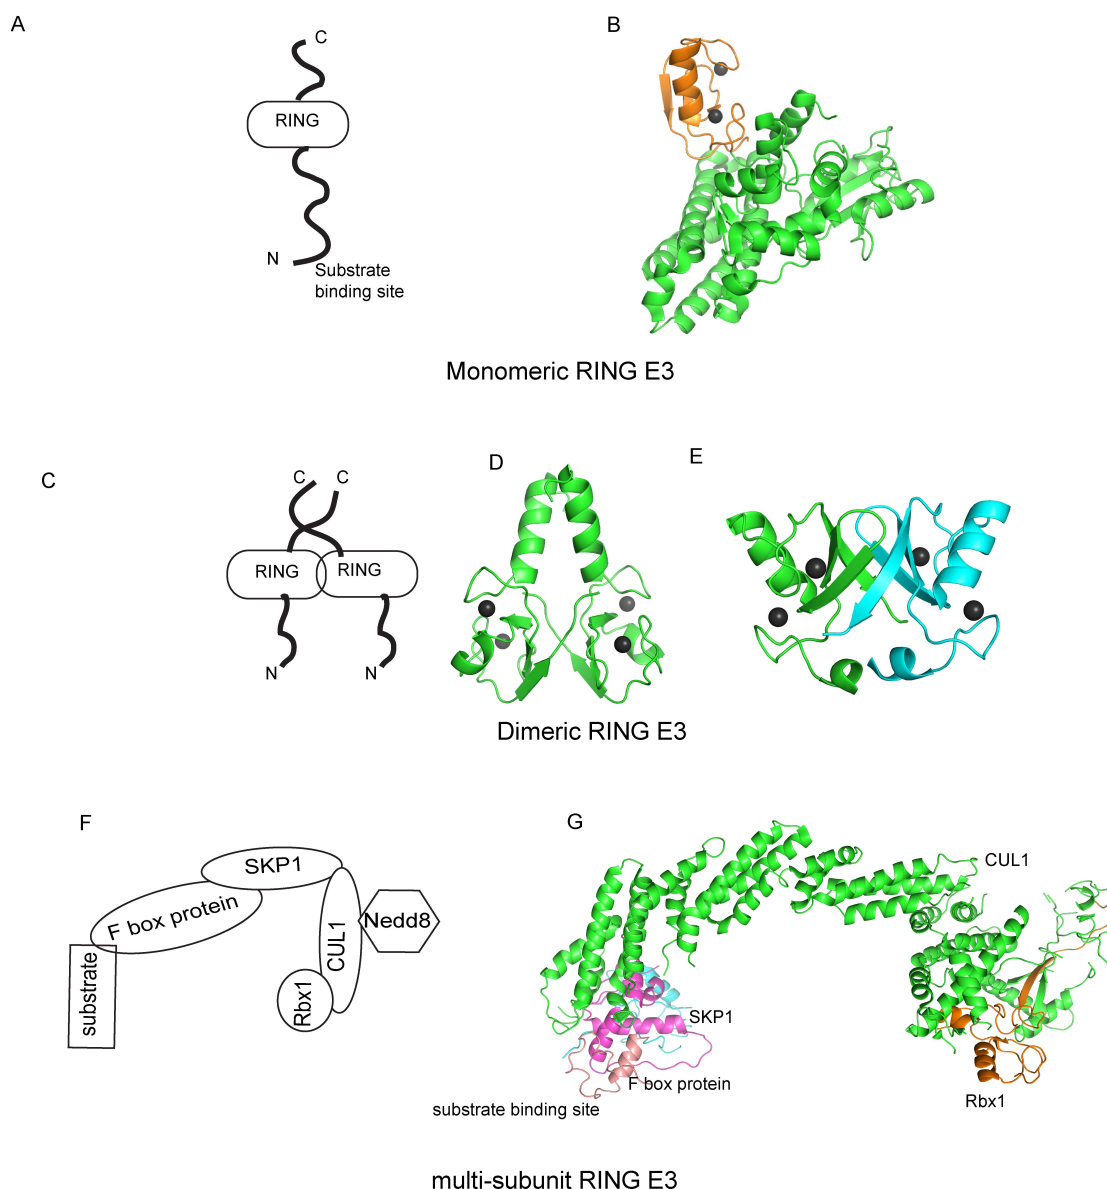 A
C
RING
N
Substrate
binding site
B
Monomeric RING E3
C
C C
RING RING
N N
D
E
Dimeric RING E3
F
SKP1
F box protein
substrate
CUL1
Nedd8
Rbx1
G
CUL1
SKP1
F box protein
substrate binding site
Rbx1
multi-subunit RING E3